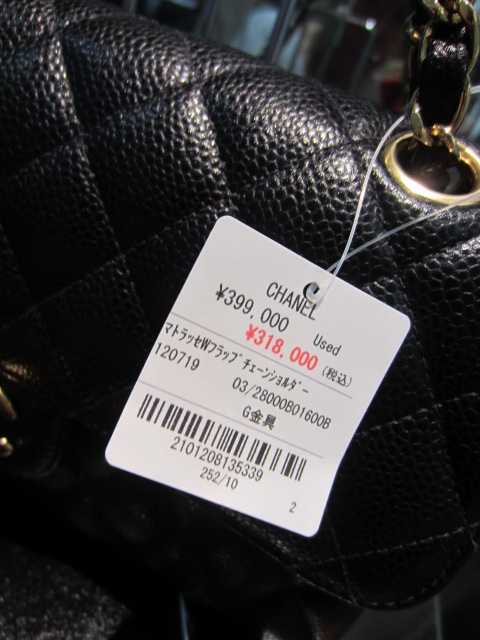 CHANEL
¥399,000 Used
¥318,000 (税込)
マトラッセWフラップチェーンショルダー
120719 03/28000B01600B
G金具
2101208135339
252/10
2